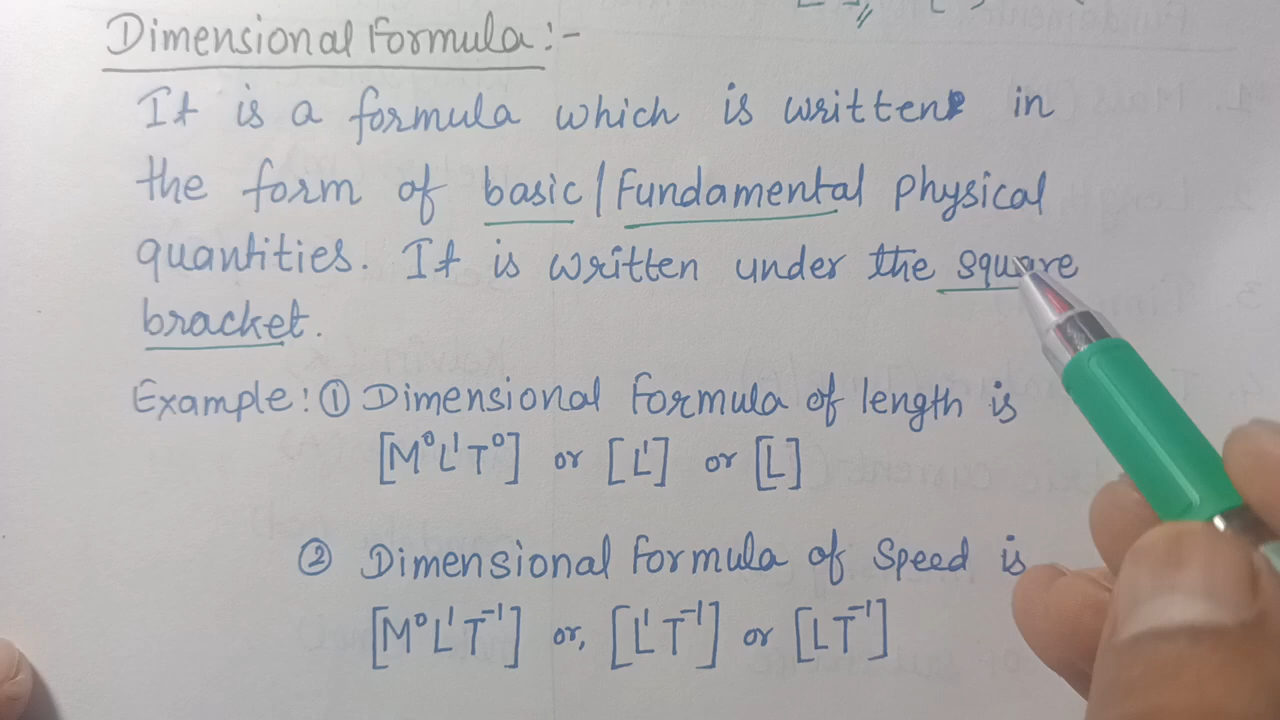 Dimensional Formula:-
It is a formula which is written in
the form of basic/Fundamental Physical
quantities. It is written under the square
bracket.
Example: ① Dimensional Formula of length is
[M⁰L¹T⁰] or [L¹] or [L]
② Dimensional Formula of Speed is
[M⁰L¹T⁻¹] or, [L¹T⁻¹] or [LT⁻¹]